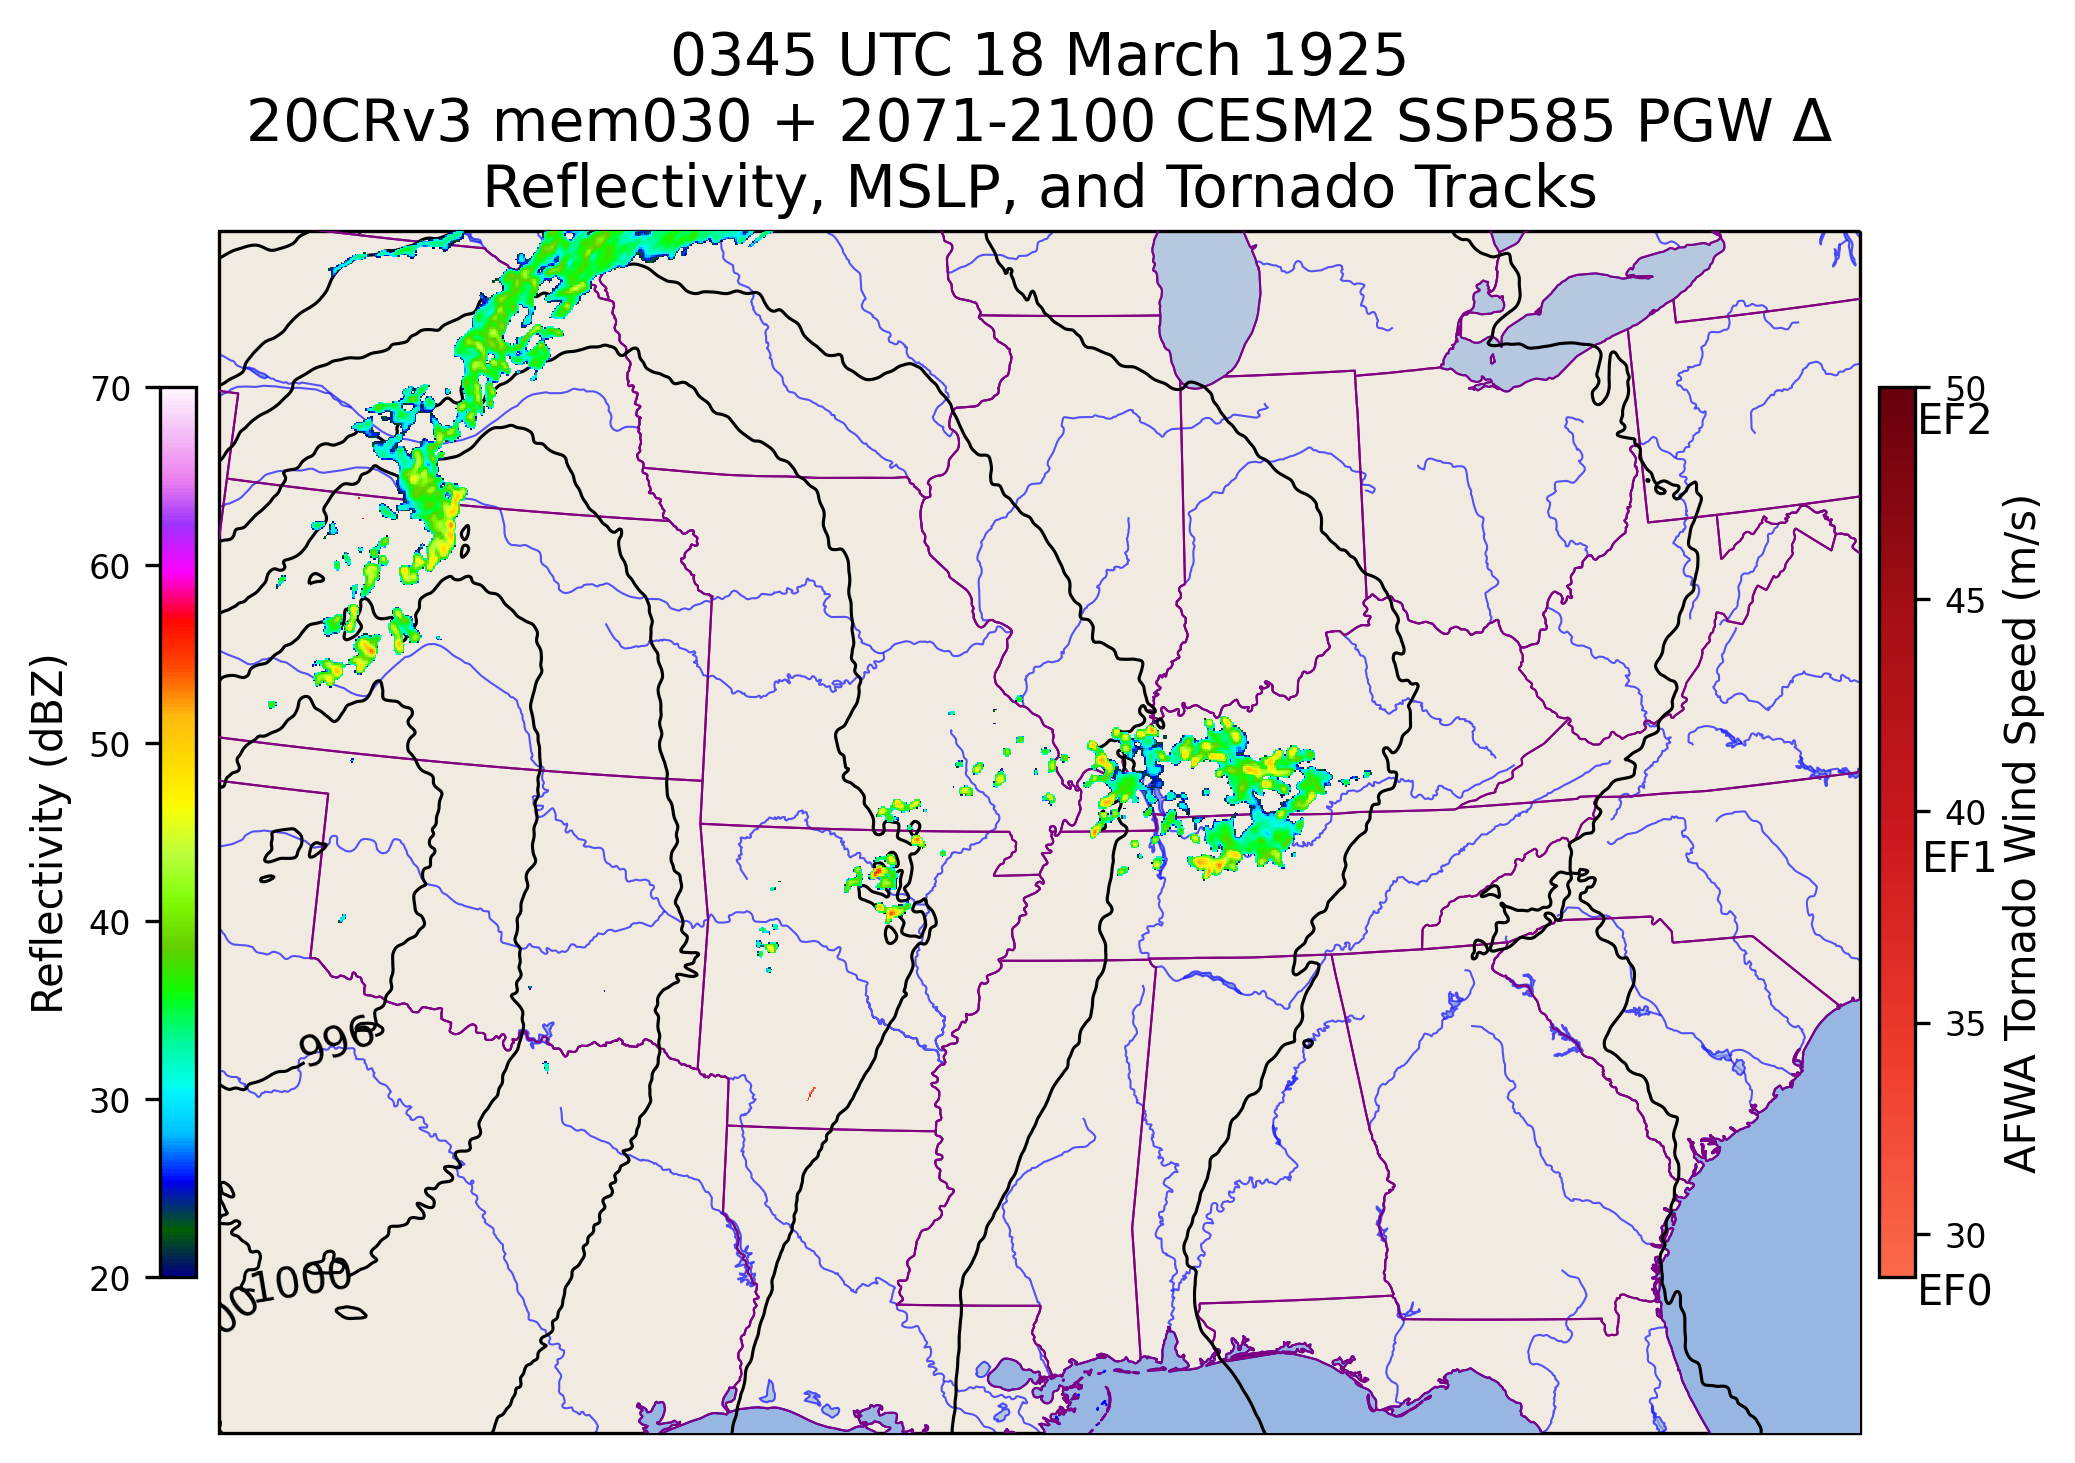 0345 UTC 18 March 1925
20CRv3 mem030 + 2071-2100 CESM2 SSP585 PGW Δ
Reflectivity, MSLP, and Tornado Tracks
70
60
50
40
30
20
Reflectivity (dBZ)
996
1000
00
50
EF2
45
40
EF1
35
30
EF0
AFWA Tornado Wind Speed (m/s)